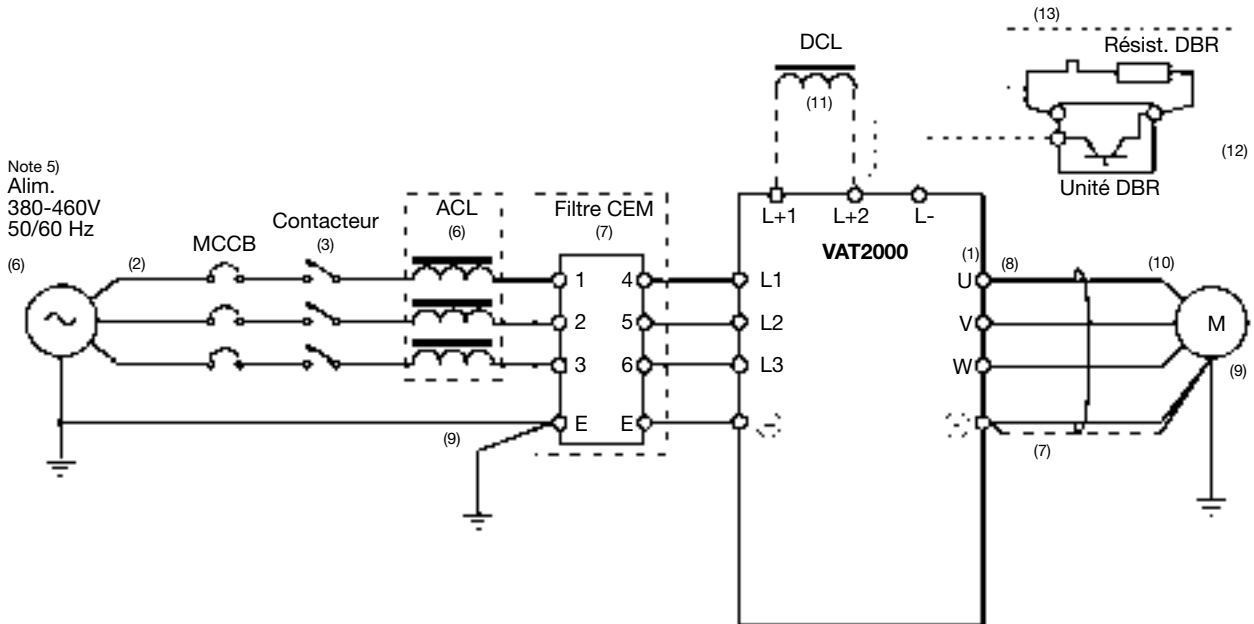 (13)
DCL
Résist. DBR
(11)
(12)
Unité DBR
Note 5)
Alim.
380-460V
50/60 Hz
(6)
(2)
MCCB
Contacteur
(3)
ACL
(6)
Filtre CEM
(7)
L+1
L+2
L-
VAT2000
(1)
(8)
(10)
1
4
L1
U
2
5
L2
V
M
3
6
L3
W
(9)
E
E
(9)
(7)